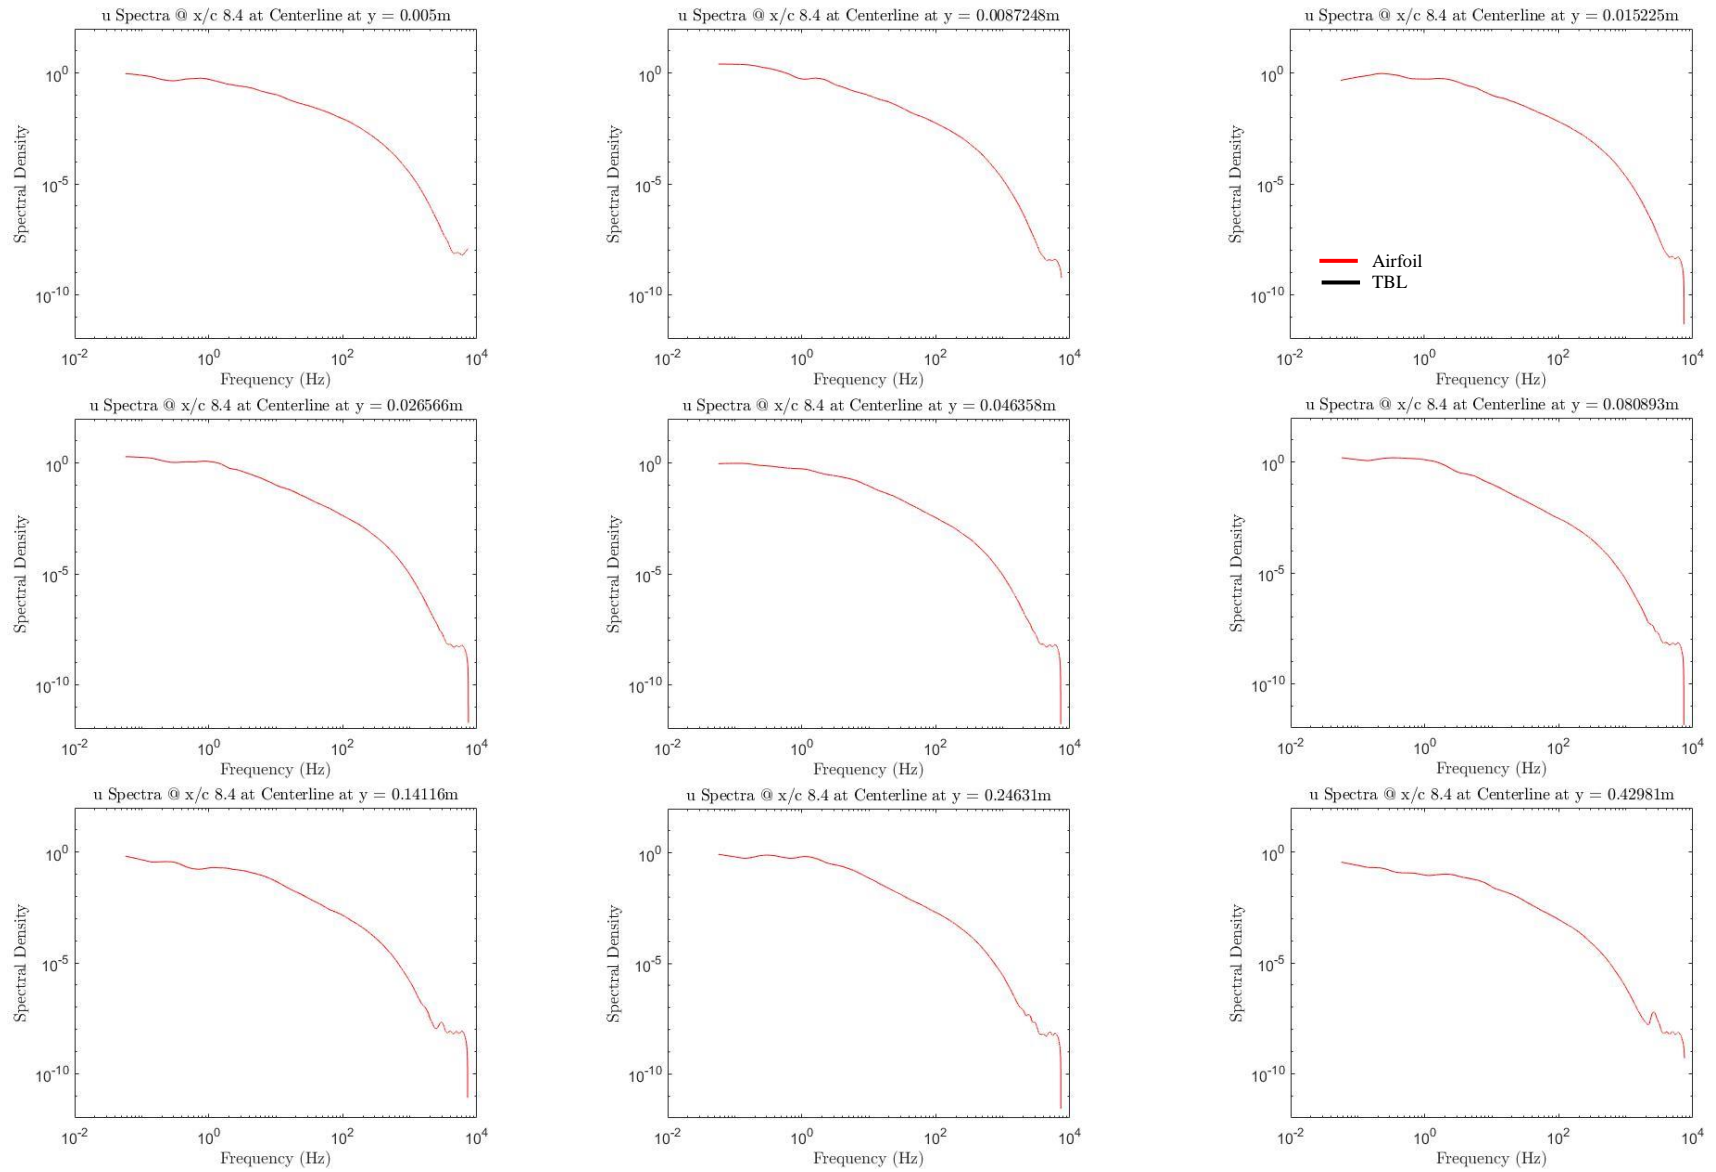 u Spectra @ x/c 8.4 at Centerline at y = 0.005m
10^0
10^-5
10^-10
Spectral Density
10^-2 10^0 10^2 10^4
Frequency (Hz)
u Spectra @ x/c 8.4 at Centerline at y = 0.0087248m
10^0
10^-5
10^-10
Spectral Density
10^-2 10^0 10^2 10^4
Frequency (Hz)
u Spectra @ x/c 8.4 at Centerline at y = 0.015225m
10^0
10^-5
10^-10
Spectral Density
Airfoil
TBL
10^-2 10^0 10^2 10^4
Frequency (Hz)
u Spectra @ x/c 8.4 at Centerline at y = 0.026566m
10^0
10^-5
10^-10
Spectral Density
10^-2 10^0 10^2 10^4
Frequency (Hz)
u Spectra @ x/c 8.4 at Centerline at y = 0.046358m
10^0
10^-5
10^-10
Spectral Density
10^-2 10^0 10^2 10^4
Frequency (Hz)
u Spectra @ x/c 8.4 at Centerline at y = 0.080893m
10^0
10^-5
10^-10
Spectral Density
10^-2 10^0 10^2 10^4
Frequency (Hz)
u Spectra @ x/c 8.4 at Centerline at y = 0.14116m
10^0
10^-5
10^-10
Spectral Density
10^-2 10^0 10^2 10^4
Frequency (Hz)
u Spectra @ x/c 8.4 at Centerline at y = 0.24631m
10^0
10^-5
10^-10
Spectral Density
10^-2 10^0 10^2 10^4
Frequency (Hz)
u Spectra @ x/c 8.4 at Centerline at y = 0.42981m
10^0
10^-5
10^-10
Spectral Density
10^-2 10^0 10^2 10^4
Frequency (Hz)